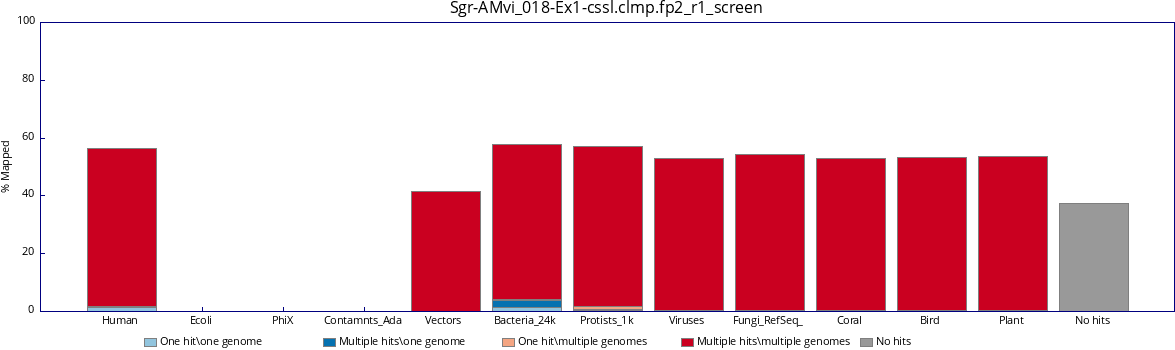 Sgr-AMvi_018-Ex1-cssl.clmp.fp2_r1_screen
100
80
60
40
20
0
% Mapped
Human Ecoli PhiX Contamnts_Ada Vectors Bacteria_24k Protists_1k Viruses Fungi_RefSeq_ Coral Bird Plant No hits
One hit\one genome Multiple hits\one genome One hit\multiple genomes Multiple hits\multiple genomes No hits